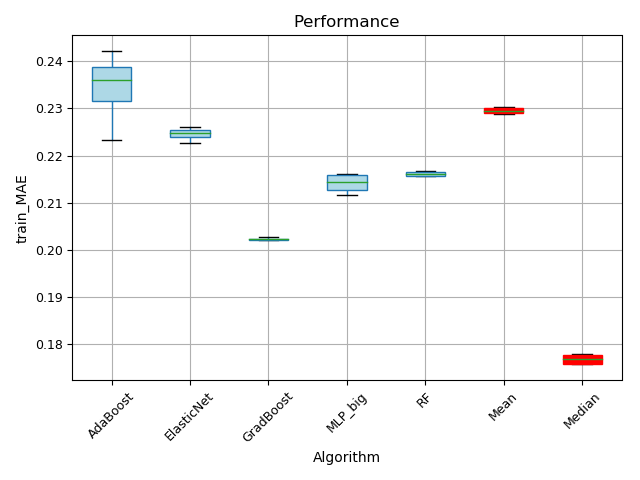 Performance
train_MAE
0.24
0.23
0.22
0.21
0.20
0.19
0.18
AdaBoost
ElasticNet
GradBoost
MLP_big
RF
Mean
Median
Algorithm